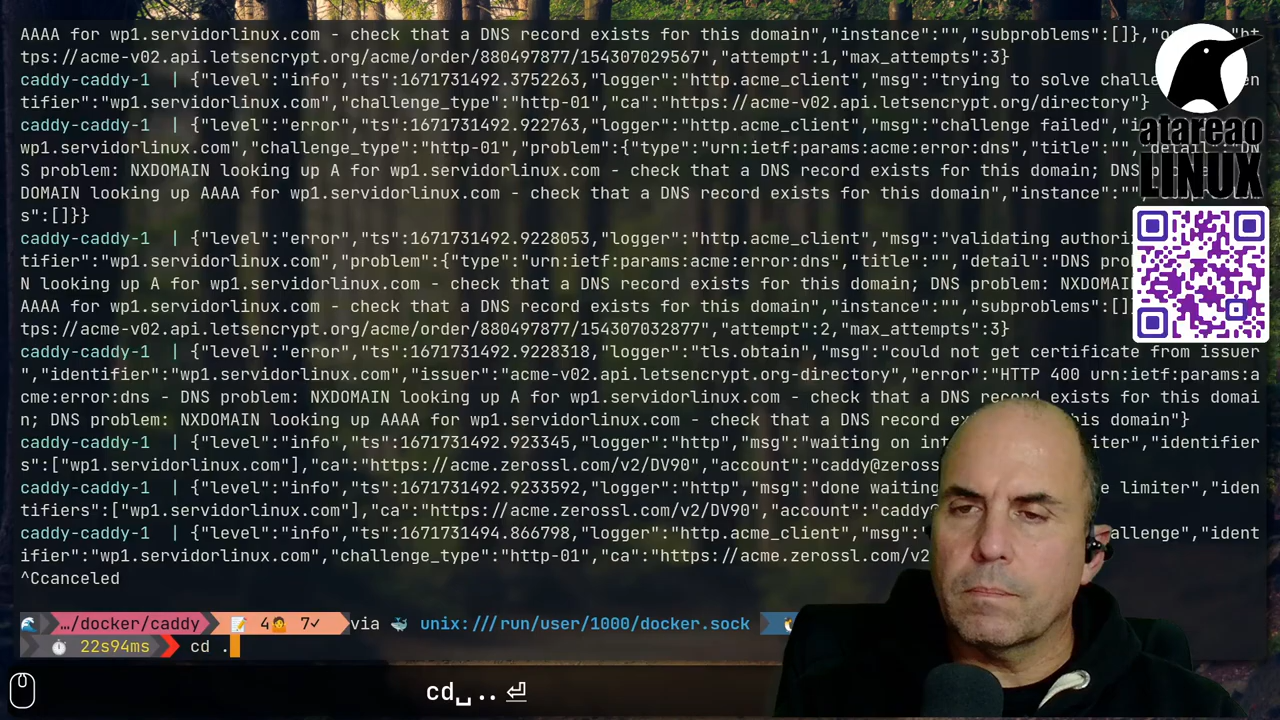 AAAA for wp1.servidorlinux.com - check that a DNS record exists for this domain","instance":"","subproblems":[]},"o
tps://acme-v02.api.letsencrypt.org/acme/order/880497877/154307029567","attempt":1,"max_attempts":3}
caddy-caddy-1 | {"level":"info","ts":1671731492.3752263,"logger":"http.acme_client","msg":"trying to solve
tifier":"wp1.servidorlinux.com","challenge_type":"http-01","ca":"https://acme-v02.api.letsencrypt.org/directory"}
caddy-caddy-1 | {"level":"error","ts":1671731492.922763,"logger":"http.acme_client","msg":"challenge failed","i
wp1.servidorlinux.com","challenge_type":"http-01","problem":{"type":"urn:ietf:params:acme:error:dns","title":"",
S problem: NXDOMAIN looking up A for wp1.servidorlinux.com - check that a DNS record exists for this domain; DNS
DOMAIN looking up AAAA for wp1.servidorlinux.com - check that a DNS record exists for this domain","instance":"
s":[]}}
caddy-caddy-1 | {"level":"error","ts":1671731492.9228053,"logger":"http.acme_client","msg":"validating
tifier":"wp1.servidorlinux.com","problem":{"type":"urn:ietf:params:acme:error:dns","title":"","detail":"DNS
N looking up A for wp1.servidorlinux.com - check that a DNS record exists for this domain; DNS problem:
AAAA for wp1.servidorlinux.com - check that a DNS record exists for this domain","instance":"","subproblems":[]
tps://acme-v02.api.letsencrypt.org/acme/order/880497877/154307032877","attempt":2,"max_attempts":3}
caddy-caddy-1 | {"level":"error","ts":1671731492.9228318,"logger":"tls.obtain","msg":"could not get certificate from issuer
","identifier":"wp1.servidorlinux.com","issuer":"acme-v02.api.letsencrypt.org-directory","error":"HTTP 400 urn:ietf:params:a
cme:error:dns - DNS problem: NXDOMAIN looking up A for wp1.servidorlinux.com - check that a DNS record exists for this domai
n; DNS problem: NXDOMAIN looking up AAAA for wp1.servidorlinux.com - check that a DNS record this domain"}
caddy-caddy-1 | {"level":"info","ts":1671731492.923345,"logger":"http","msg":"waiting on "identifier
s":["wp1.servidorlinux.com"],"ca":"https://acme.zerossl.com/v2/DV90","account":"caddy@zeross
caddy-caddy-1 | {"level":"info","ts":1671731492.9233592,"logger":"http","msg":"done waiting limiter","iden
tifiers":["wp1.servidorlinux.com"],"ca":"https://acme.zerossl.com/v2/DV90","account":"caddy
caddy-caddy-1 | {"level":"info","ts":1671731494.866798,"logger":"http.acme_client","msg":" "ident
ifier":"wp1.servidorlinux.com","challenge_type":"http-01","ca":"https://acme.zerossl.com/v2
^Ccanceled
…/docker/caddy 4 7✓ via unix:///run/user/1000/docker.sock
22s94ms cd .
cd␣..⏎
atareao
LINUX